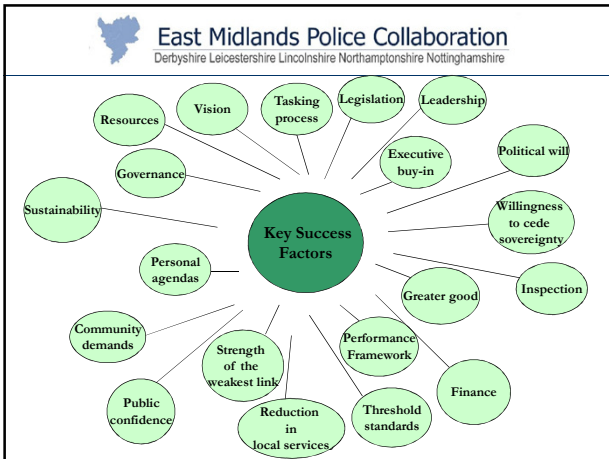 East Midlands Police Collaboration
Derbyshire Leicestershire Lincolnshire Northamptonshire Nottinghamshire
Resources
Vision
Tasking
process
Legislation
Leadership
Governance
Executive
buy-in
Political will
Sustainability
Key Success
Factors
Willingness
to cede
sovereignty
Personal
agendas
Greater good
Inspection
Community
demands
Strength
of the
weakest link
Performance
Framework
Finance
Public
confidence
Reduction
in
local services
Threshold
standards